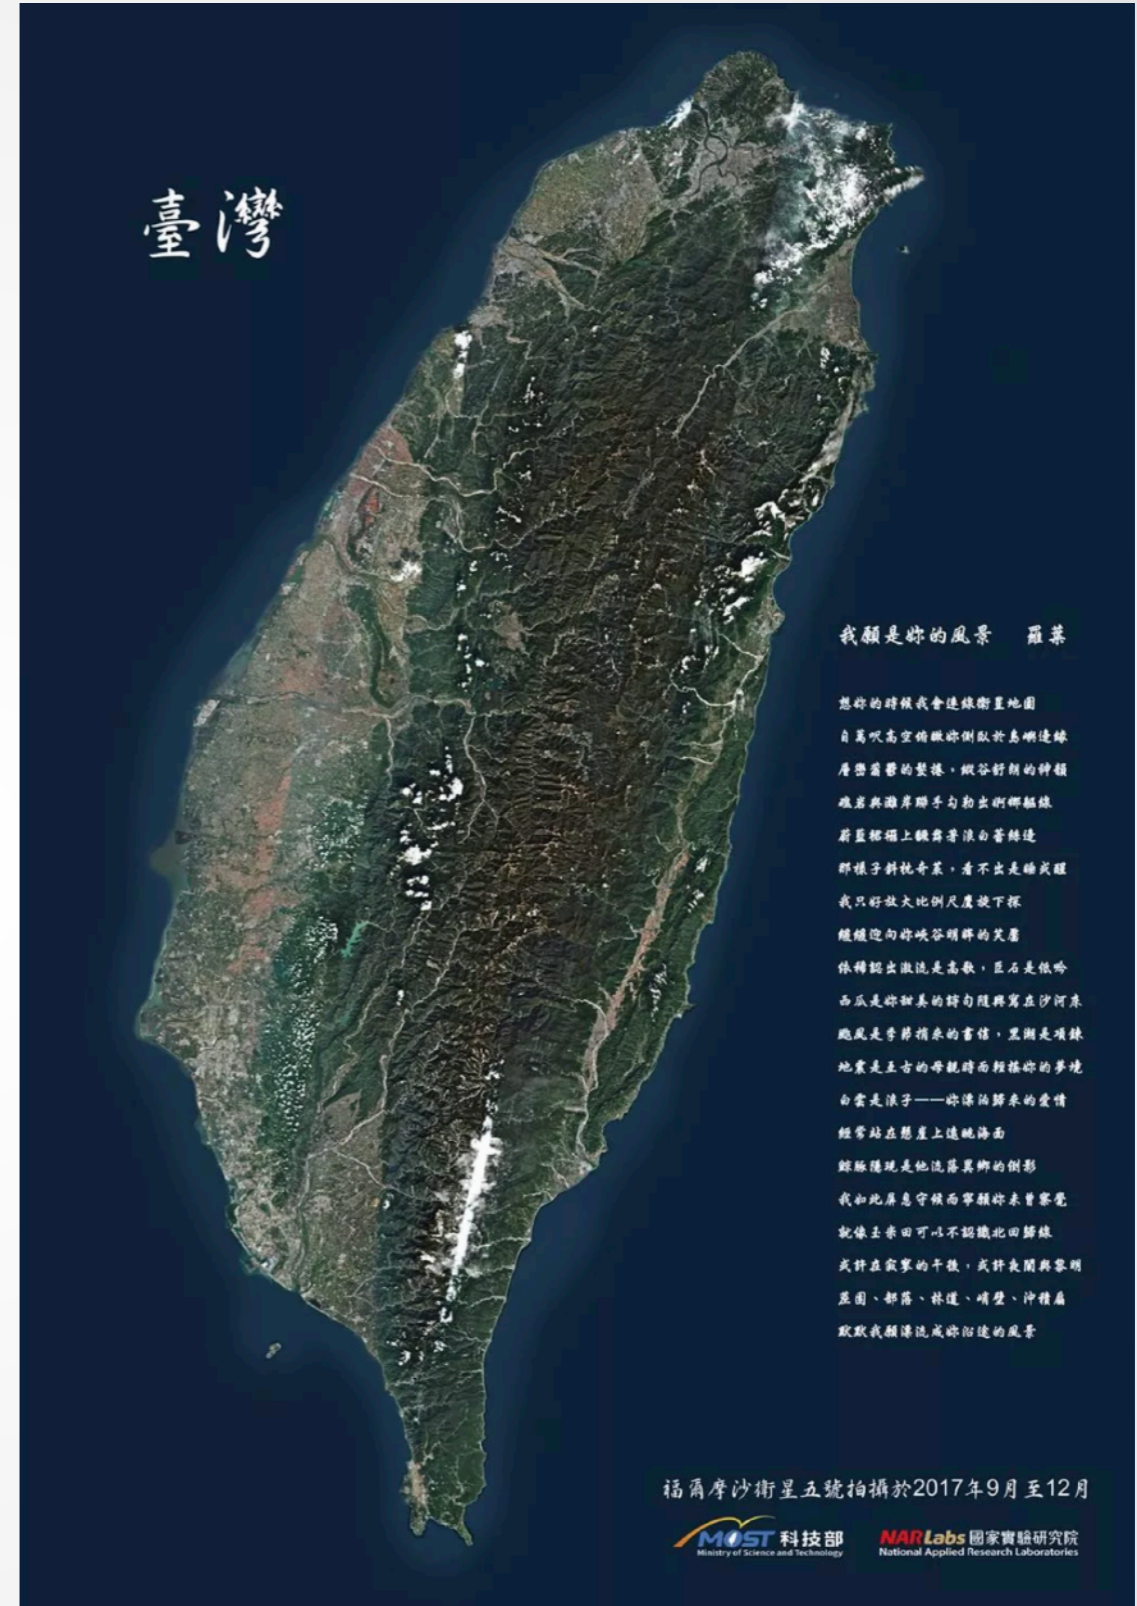 臺灣
我願是妳的風景 羅葉
想妳的時候我會連線衛星地圖
自萬呎高空俯瞰妳側臥於島嶼邊緣
層巒蓊鬱的髮捲，縱谷舒朗的神韻
礁岩與灘岸聯手勾勒出婀娜軀線
蔚藍裙襬上飄舞著浪白蕾絲邊
那樣子斜枕奇萊，看不出是睡或醒
我只好放大比例尺鷹旋下探
緩緩迎向妳峽谷明輝的笑靨
依稀認出激流是高歌，巨石是低吟
西瓜是妳甜美的詩句隨興寫在沙河床
颱風是季節捎來的書信，黑潮是項鍊
地震是亙古的母親時而輕搖妳的夢境
白雲是浪子——妳漂泊歸來的愛情
經常站在懸崖上遠眺海面
鯨豚隱現是他流落異鄉的倒影
我如此屏息守候而寧願妳未曾察覺
就像玉米田可以不認識北回歸線
或許在寂寥的午後，或許夜闌與黎明
蔗園、部落、林道、峭壁、沖積扇
默默我願漂流成妳沿途的風景
福爾摩沙衛星五號拍攝於2017年9月至12月
MOST 科技部
Ministry of Science and Technology
NARLabs 國家實驗研究院
National Applied Research Laboratories